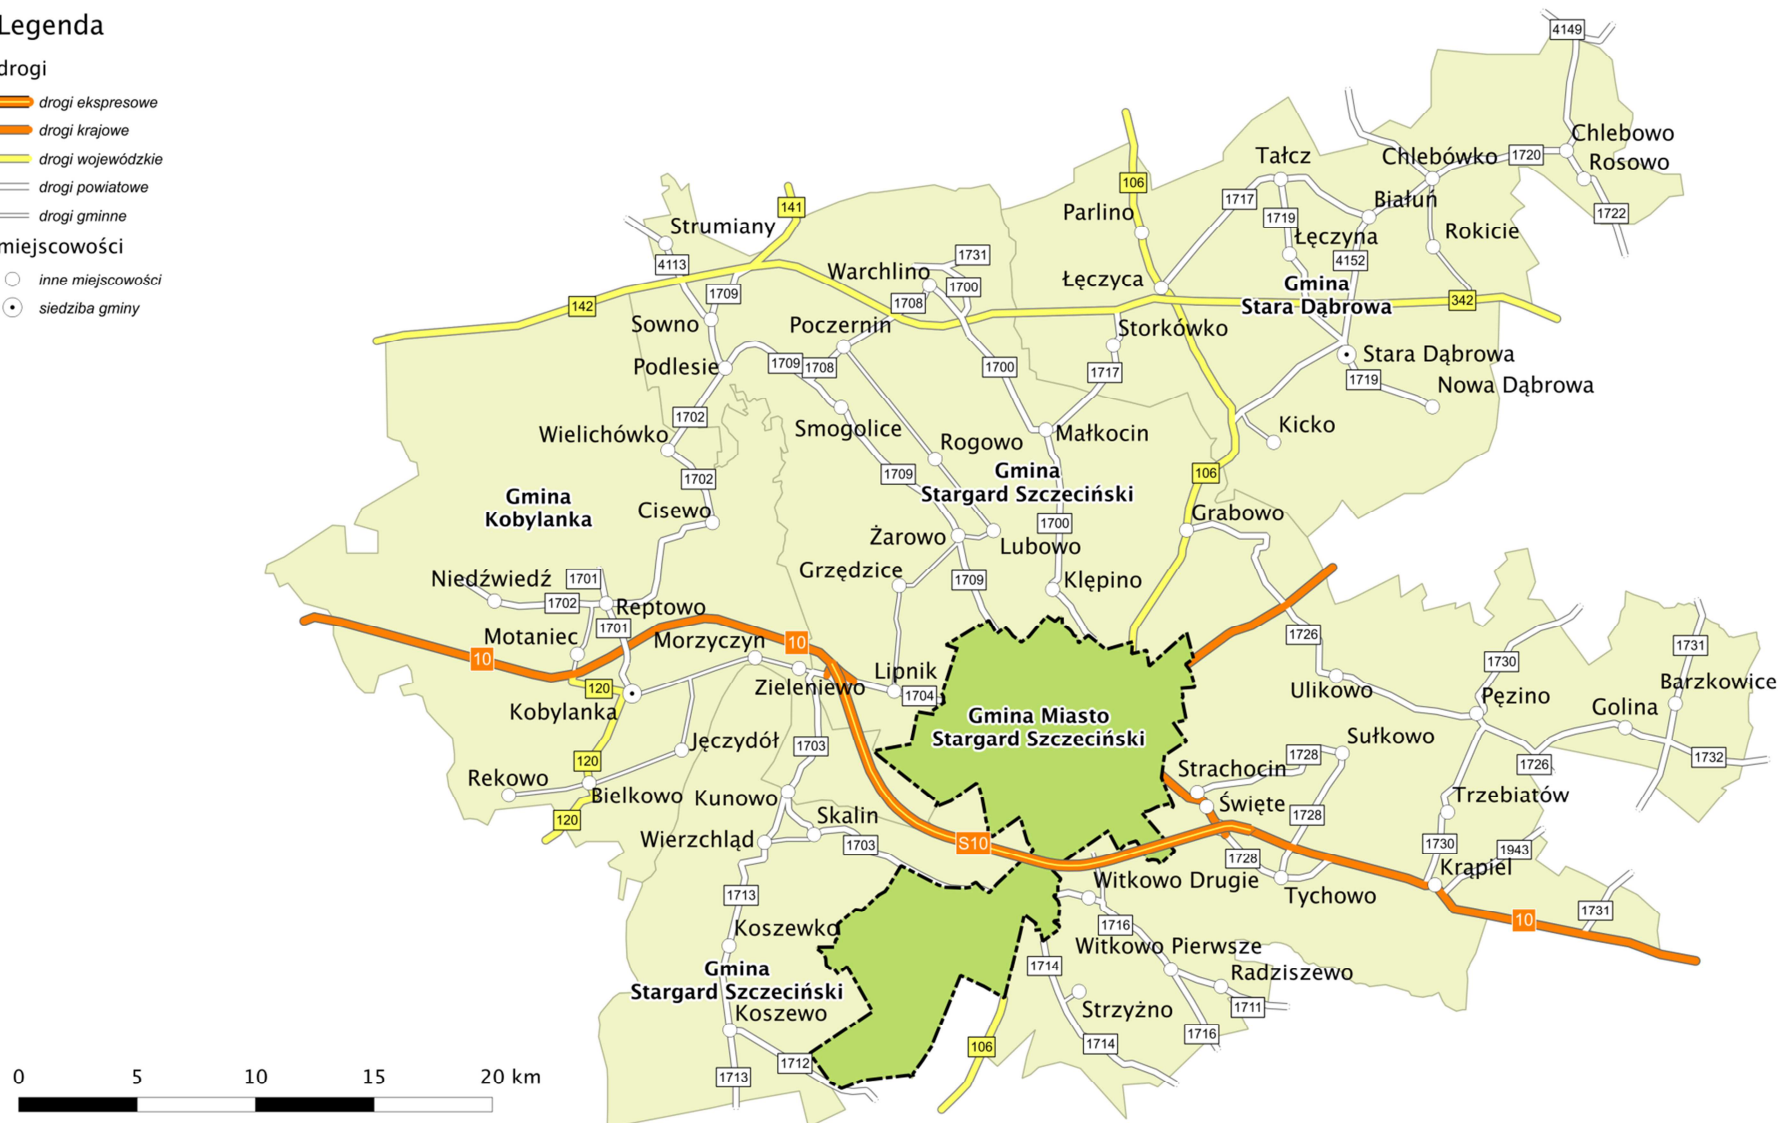 Legenda
drogi
drogi ekspresowe
drogi krajowe
drogi wojewódzkie
drogi powiatowe
drogi gminne
miejscowości
inne miejscowości
siedziba gminy
4149
Chlebowo
Rosowo
1720
Chlebówko
Tałcz
106
1717
1719
Białuń
1722
Parlino
141
Strumiany
Łęczyna
Rokicie
4152
1731
4113
Warchlino
1700
Łęczyca
Gmina
Stara Dąbrowa
342
1709
1708
142
Sowno
Poczernin
Storkówko
Stara Dąbrowa
Podlesie
1709
1708
1700
1717
1719
Nowa Dąbrowa
1702
Smogolice
Wielichówko
Rogowo
Małkocin
Kicko
1709
Gmina
Stargard Szczeciński
106
1702
Gmina
Kobylanka
Cisewo
Grabowo
1700
Żarowo
Lubowo
Grzędzice
1709
Klępino
Niedźwiedź
1701
1702
Reptowo
1701
Motaniec
Morzyczyn
10
10
1726
1730
1731
Lipnik
Zieleniewo
120
1704
Kobylanka
Ulikowo
Pęzino
Barzkowice
Golina
Gmina Miasto
Stargard Szczeciński
Jęczydół
1703
Sułkowo
1728
1732
120
1726
Strachocin
Rekowo
Bielkowo
Kunowo
Święte
Trzebiatów
120
Skalin
1728
Wierzchląd
1703
S10
1728
1730
1943
Krąpiel
Witkowo Drugie
Tychowo
1713
1731
10
1716
Koszewko
Witkowo Pierwsze
1714
Gmina
Stargard Szczeciński
Radziszewo
Koszewo
Strzyżno
1711
1716
106
1714
1712
1713
0 5 10 15 20 km